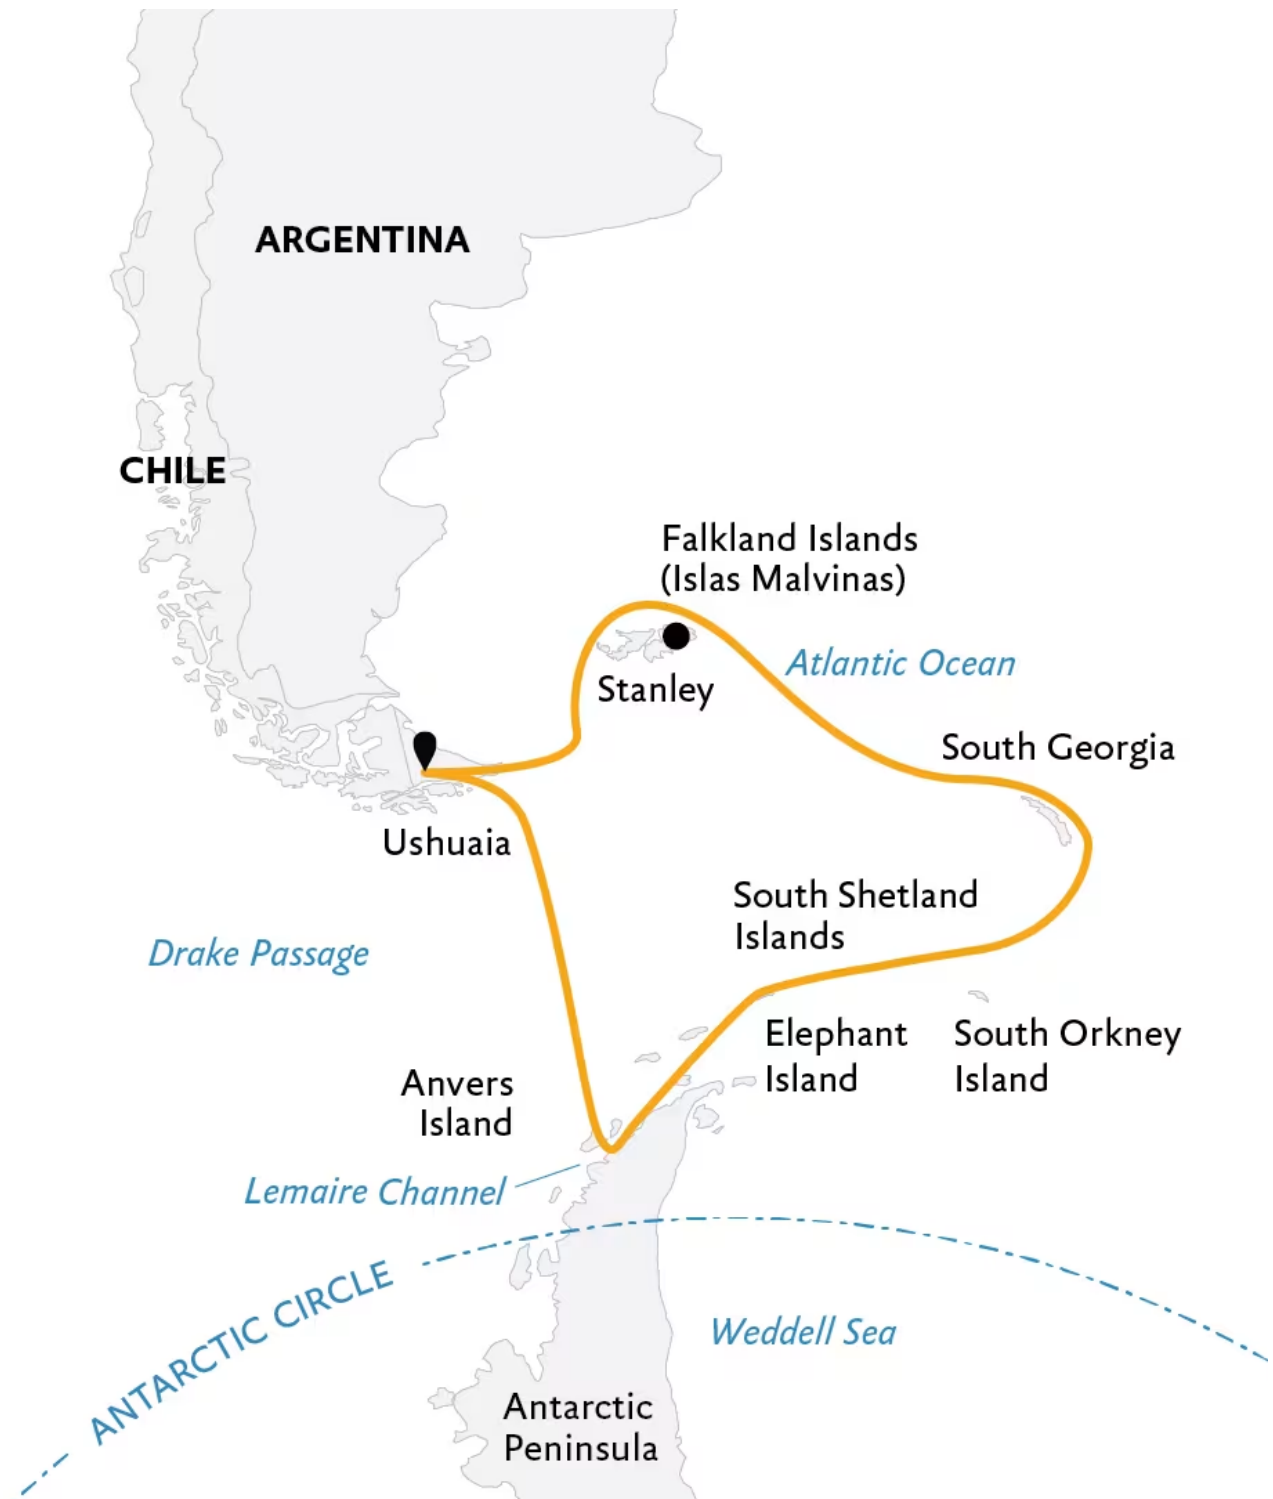 ARGENTINA
CHILE
Falkland Islands
(Islas Malvinas)
Atlantic Ocean
Stanley
South Georgia
Ushuaia
South Shetland
Islands
Drake Passage
Elephant
Island
South Orkney
Island
Anvers
Island
Lemaire Channel
ANTARCTIC CIRCLE
Weddell Sea
Antarctic
Peninsula